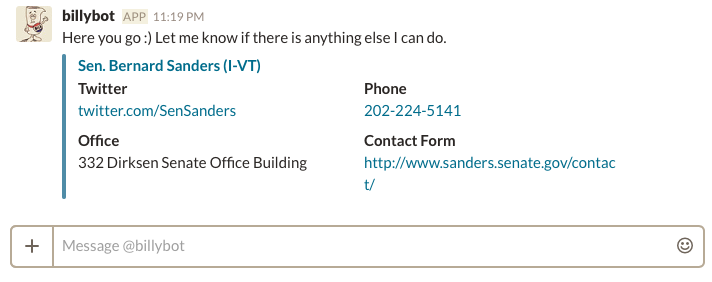 billybot APP 11:19 PM
Here you go :) Let me know if there is anything else I can do.
Sen. Bernard Sanders (I-VT)
Twitter Phone
twitter.com/SenSanders 202-224-5141
Office Contact Form
332 Dirksen Senate Office Building http://www.sanders.senate.gov/contac
t/
Message @billybot